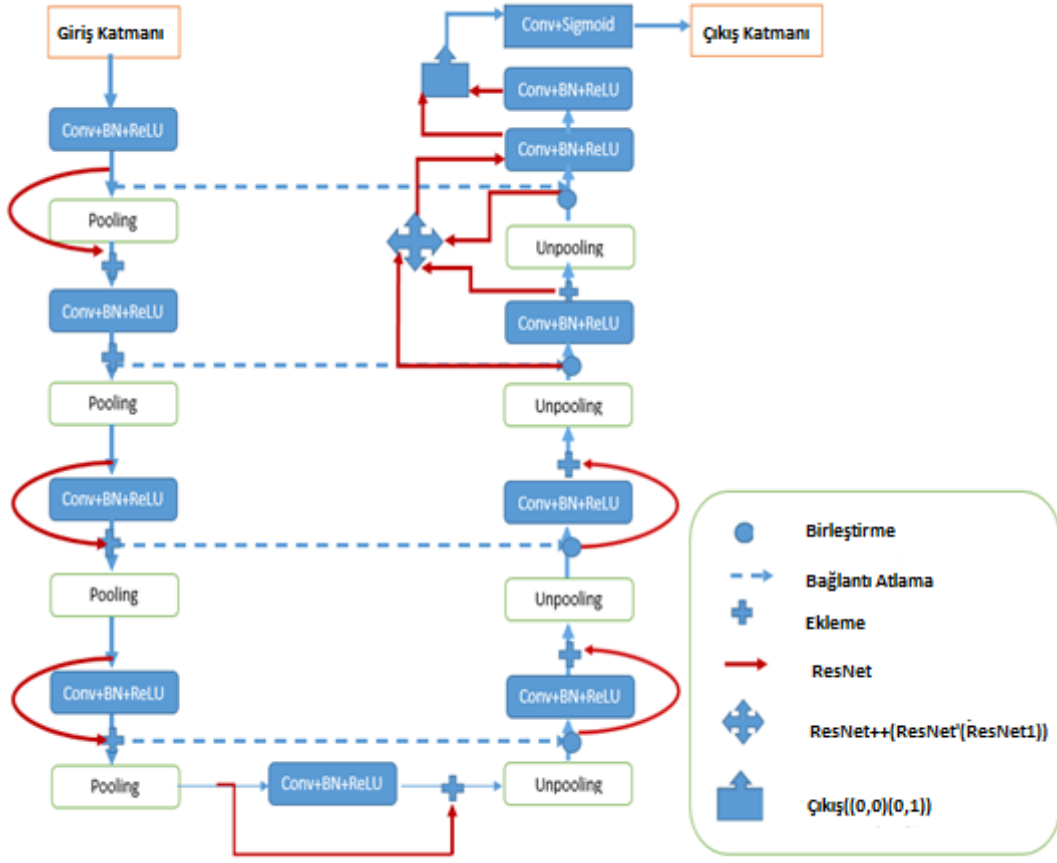 Giriş Katmanı
Conv+BN+ReLU
Pooling
Conv+BN+ReLU
Pooling
Conv+BN+ReLU
Pooling
Conv+BN+ReLU
Pooling
Conv+BN+ReLU
Unpooling
Conv+BN+ReLU
Unpooling
Conv+BN+ReLU
Unpooling
Conv+BN+ReLU
Unpooling
Conv+BN+ReLU
Conv+BN+ReLU
Conv+Sigmoid
Çıkış Katmanı
Birleştirme
Bağlantı Atlama
Ekleme
ResNet
ResNet++(ResNet'(ResNet1))
Çıkış((0,0)(0,1))